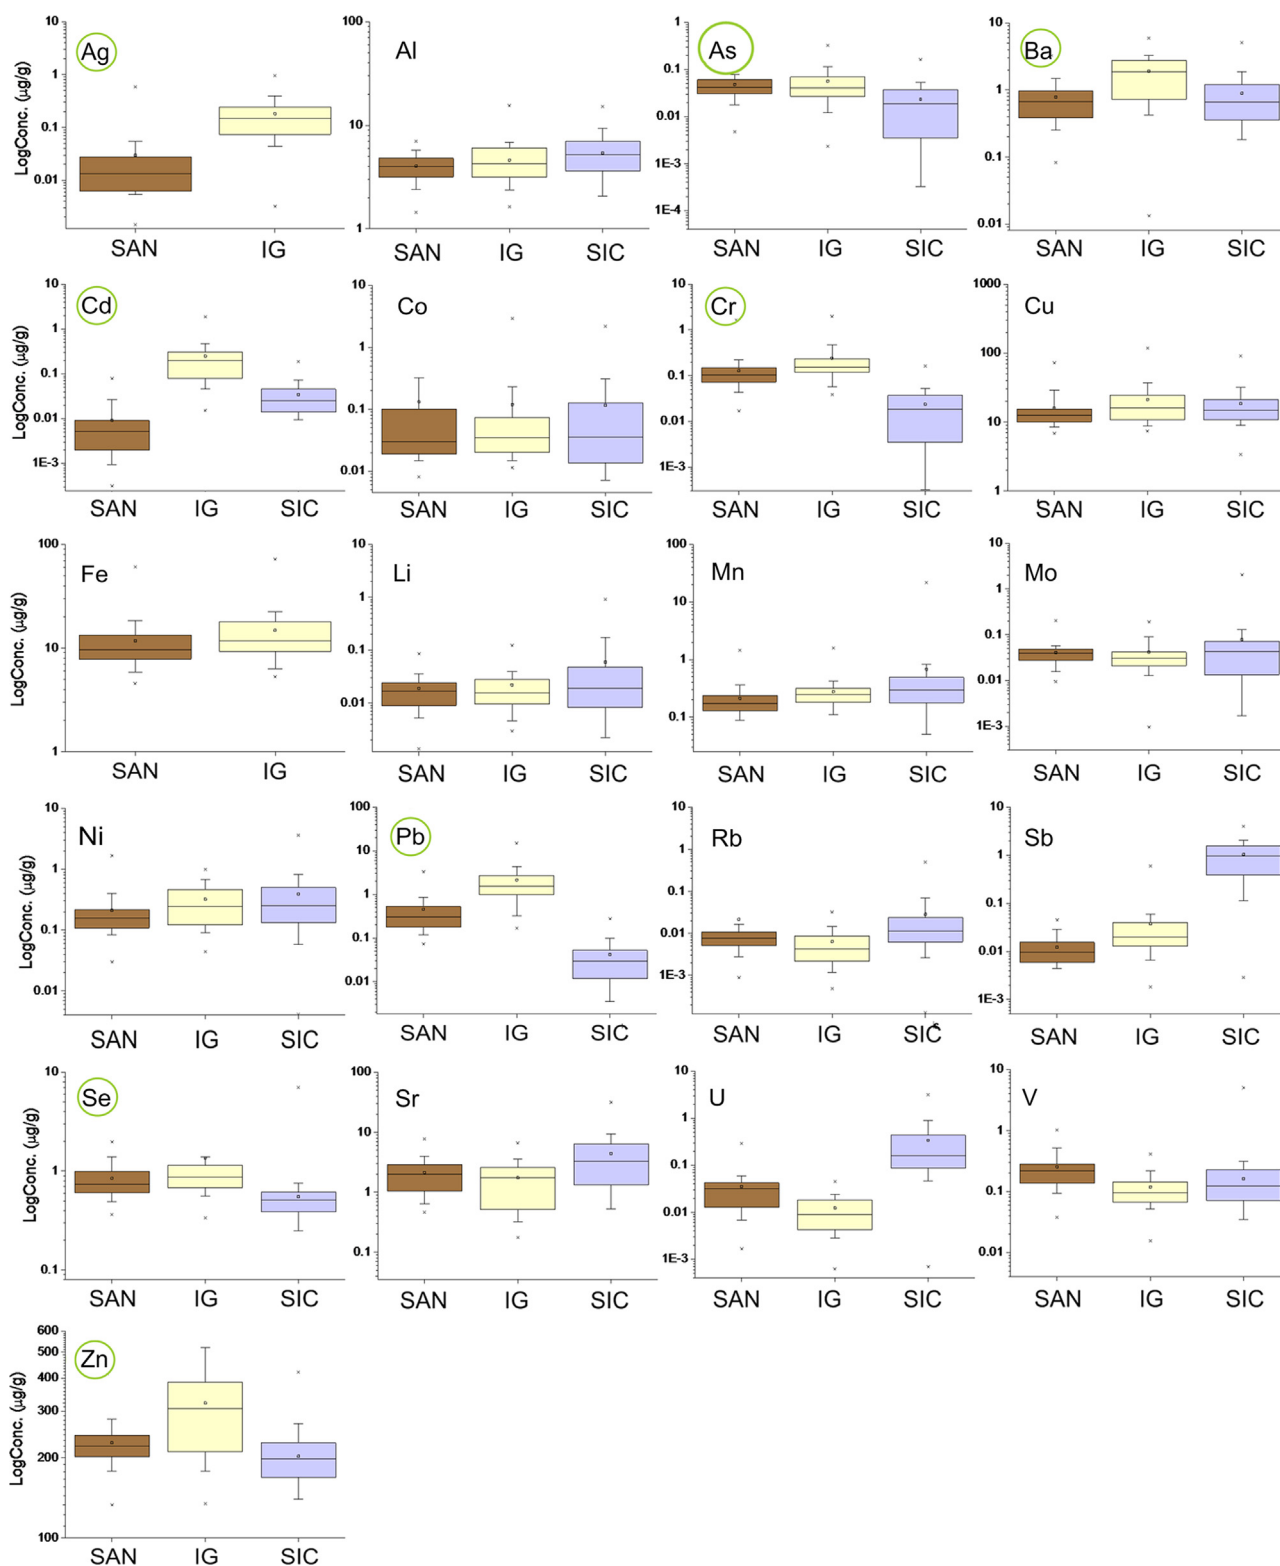 Ag
Al
As
Ba
LogConc. (µg/g)
10
1
0.1
0.01
100
10
1
1
0.1
0.01
1E-3
1E-4
10
1
0.1
0.01
SAN IG
SAN IG SIC
SAN IG SIC
SAN IG SIC
Cd
Co
Cr
Cu
LogConc. (µg/g)
10
1
0.1
0.01
1E-3
10
1
0.1
0.01
10
1
0.1
0.01
1E-3
1000
100
10
1
SAN IG SIC
SAN IG SIC
SAN IG SIC
SAN IG SIC
Fe
Li
Mn
Mo
LogConc. (µg/g)
100
10
1
10
1
0.1
0.01
100
10
1
0.1
10
1
0.1
0.01
1E-3
SAN IG
SAN IG SIC
SAN IG SIC
SAN IG SIC
Ni
Pb
Rb
Sb
LogConc. (µg/g)
10
1
0.1
0.01
100
10
1
0.1
0.01
10
1
0.1
0.01
1E-3
10
1
0.1
0.01
1E-3
SAN IG SIC
SAN IG SIC
SAN IG SIC
SAN IG SIC
Se
Sr
U
V
LogConc. (µg/g)
10
1
0.1
100
10
1
0.1
10
1
0.1
0.01
1E-3
10
1
0.1
0.01
SAN IG SIC
SAN IG SIC
SAN IG SIC
SAN IG SIC
Zn
LogConc. (µg/g)
600
500
400
300
200
100
SAN IG SIC